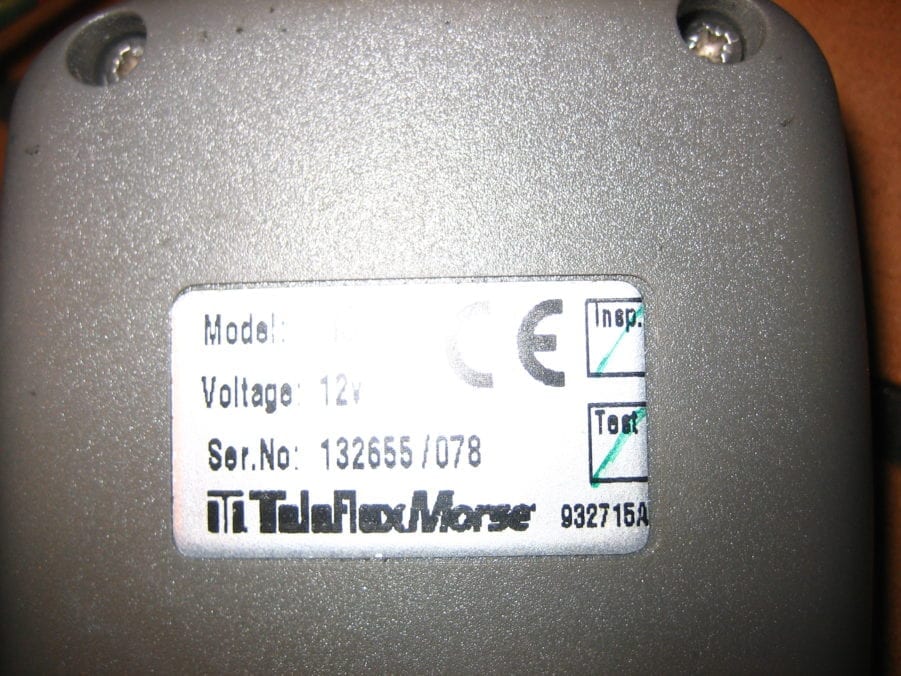 Model:
CE
Insp.
Voltage: 12v
Test
Ser.No: 132655/078
TeleflexMorse
932715A